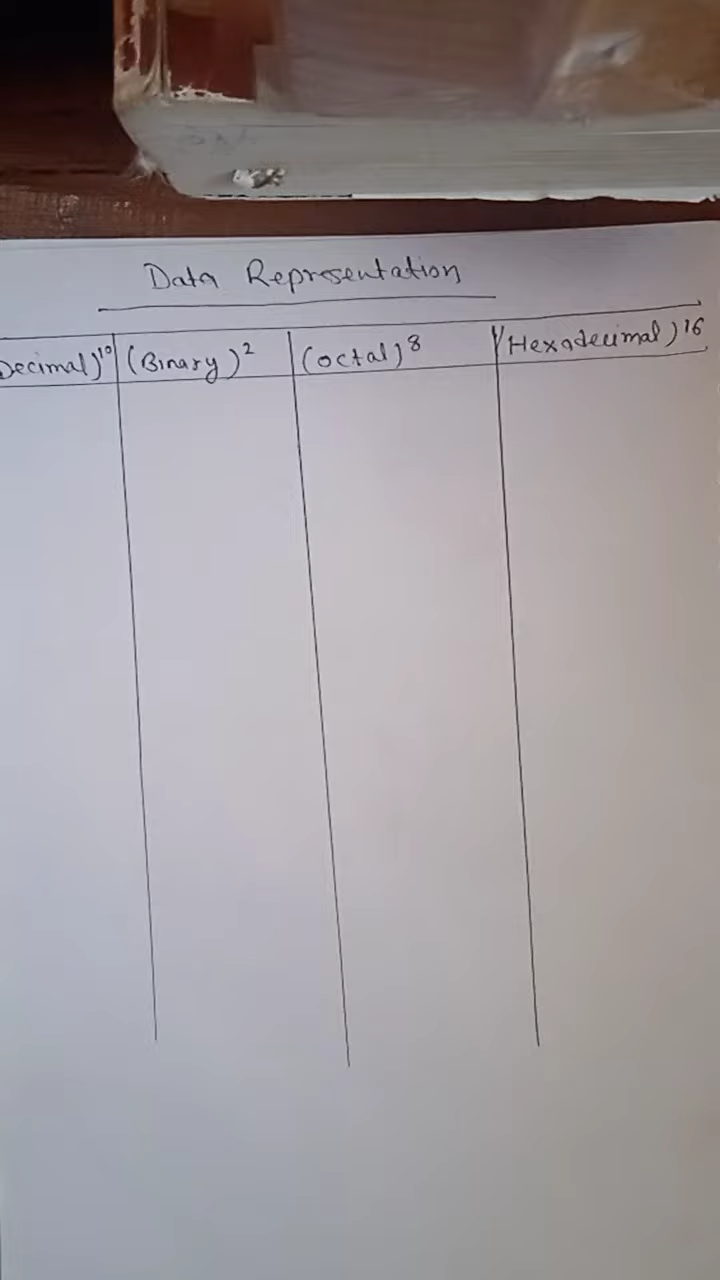 Data Representation
Decimal)¹⁰ (Binary)² (Octal)⁸ (Hexadecimal)¹⁶